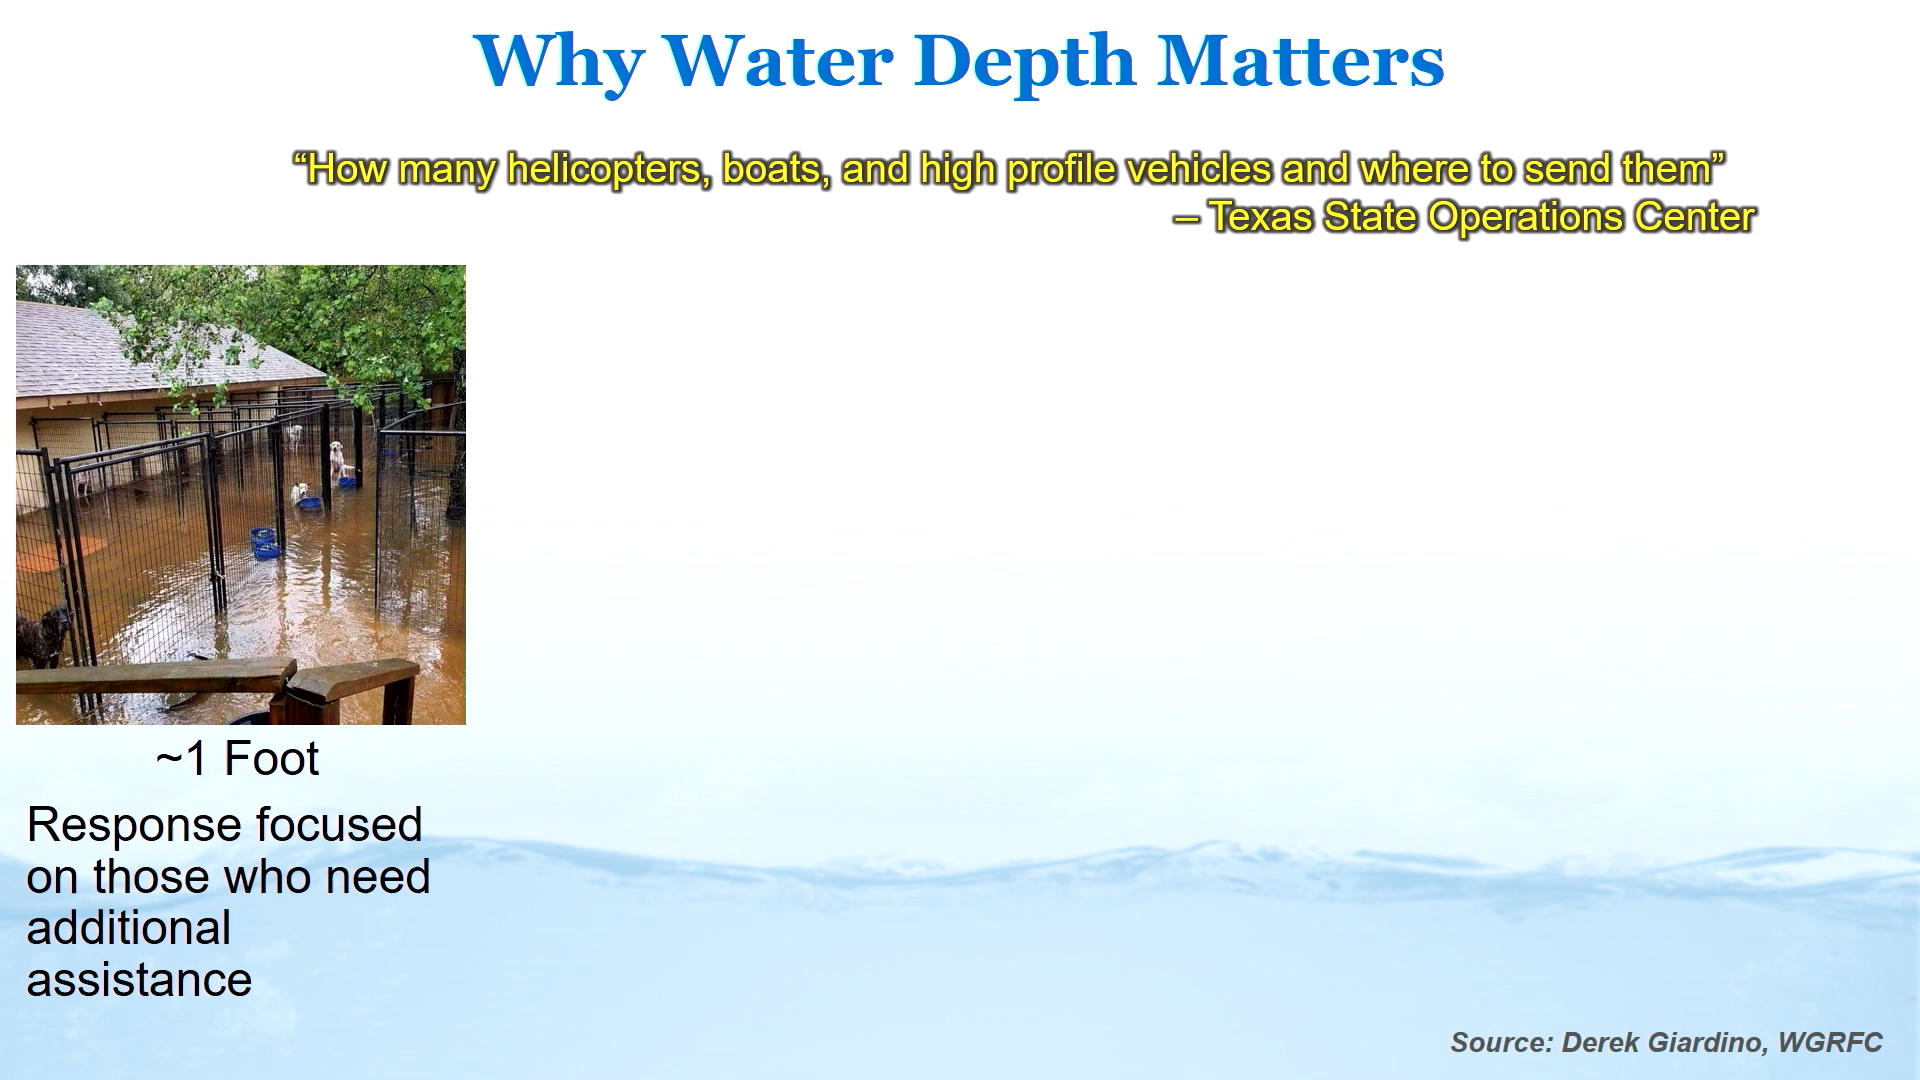 Why Water Depth Matters
“How many helicopters, boats, and high profile vehicles and where to send them”
– Texas State Operations Center
~1 Foot
Response focused
on those who need
additional
assistance
Source: Derek Giardino, WGRFC